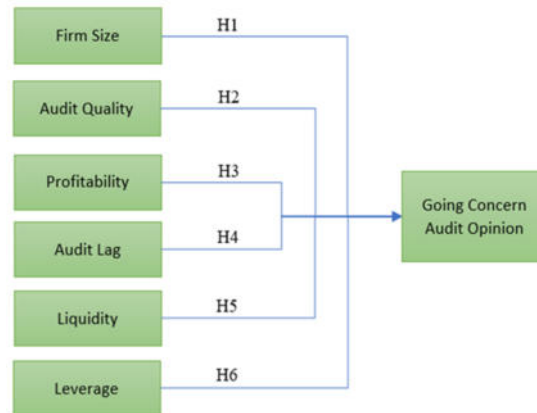 Firm Size
H1
Audit Quality
H2
Profitability
H3
Audit Lag
H4
Liquidity
H5
Leverage
H6
Going Concern
Audit Opinion